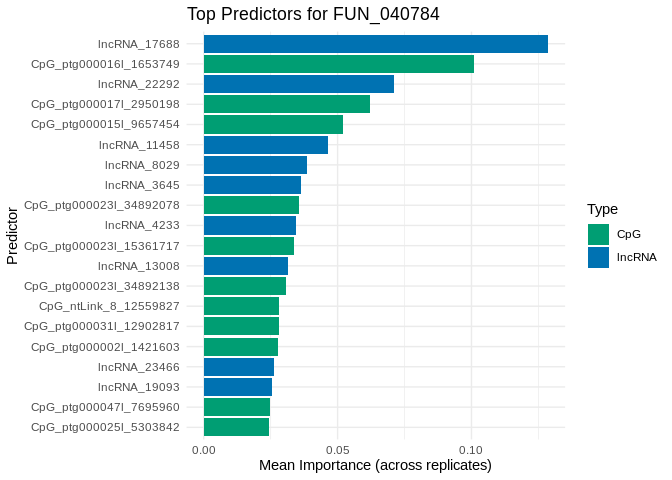 Top Predictors for FUN_040784
Predictor
lncRNA_17688
CpG_ptg000016l_1653749
lncRNA_22292
CpG_ptg000017l_2950198
CpG_ptg000015l_9657454
lncRNA_11458
lncRNA_8029
lncRNA_3645
CpG_ptg000023l_34892078
lncRNA_4233
CpG_ptg000023l_15361717
lncRNA_13008
CpG_ptg000023l_34892138
CpG_ntLink_8_12559827
CpG_ptg000031l_12902817
CpG_ptg000002l_1421603
lncRNA_23466
lncRNA_19093
CpG_ptg000047l_7695960
CpG_ptg000025l_5303842
0.00 0.05 0.10
Mean Importance (across replicates)
Type
CpG
lncRNA